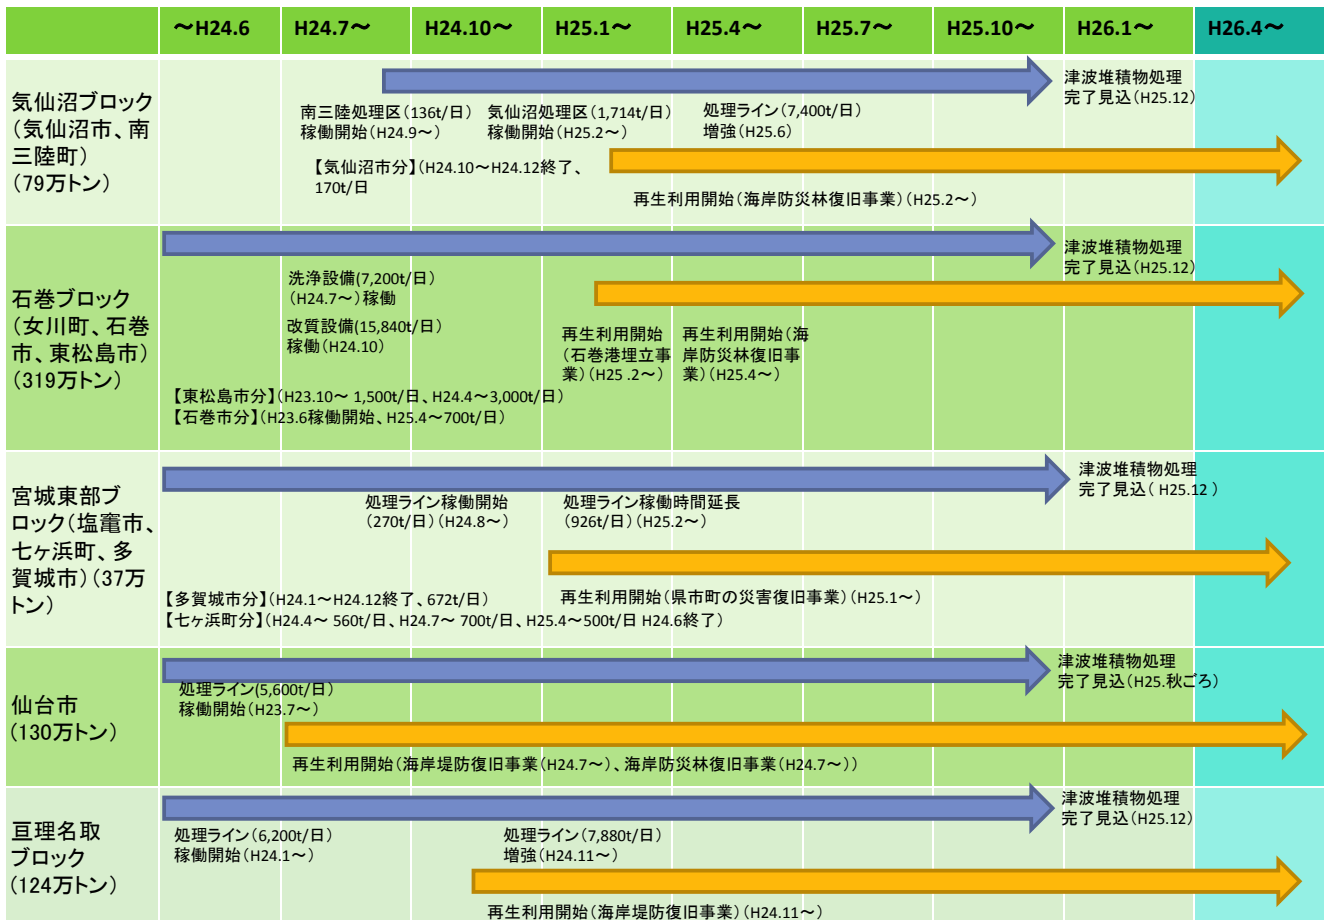 ～H24.6
H24.7～
H24.10～
H25.1～
H25.4～
H25.7～
H25.10～
H26.1～
H26.4～
気仙沼ブロック
（気仙沼市、南
三陸町）
（79万トン）
南三陸処理区（136t/日）
稼働開始（H24.9～）
気仙沼処理区（1,714t/日）
稼働開始（H25.2～）
処理ライン（7,400t/日）
増強（H25.6）
津波堆積物処理
完了見込（H25.12）
【気仙沼市分】（H24.10～H24.12終了、
170t/日
再生利用開始（海岸防災林復旧事業）（H25.2～）
石巻ブロック
（女川町、石巻
市、東松島市）
（319万トン）
津波堆積物処理
完了見込（H25.12）
洗浄設備(7,200t/日）
（H24.7～）稼働
改質設備(15,840t/日）
稼働（H24.10）
再生利用開始
（石巻港埋立事
業）（H25 .2～）
再生利用開始（海
岸防災林復旧事
業）（H25.4～）
【東松島市分】（H23.10～ 1,500t/日、H24.4～3,000t/日）
【石巻市分】（H23.6稼働開始、H25.4～700t/日）
宮城東部ブ
ロック（塩竈市、
七ヶ浜町、多
賀城市）（37万
トン）
処理ライン稼働開始
（270t/日）（H24.8～）
処理ライン稼働時間延長
（926t/日）（H25.2～）
津波堆積物処理
完了見込（ H25.12 ）
【多賀城市分】（H24.1～H24.12終了、672t/日）
再生利用開始（県市町の災害復旧事業）（H25.1～）
【七ヶ浜町分】（H24.4～ 560t/日、H24.7～ 700t/日、H25.4～500t/日 H24.6終了）
仙台市
（130万トン）
処理ライン(5,600t/日）
稼働開始（H23.7～）
津波堆積物処理
完了見込（H25.秋ごろ）
再生利用開始（海岸堤防復旧事業（H24.7～）、海岸防災林復旧事業（H24.7～））
亘理名取
ブロック
（124万トン）
処理ライン（6,200t/日）
稼働開始（H24.1～）
処理ライン（7,880t/日）
増強（H24.11～）
津波堆積物処理
完了見込（H25.12）
再生利用開始（海岸堤防復旧事業）（H24.11～）